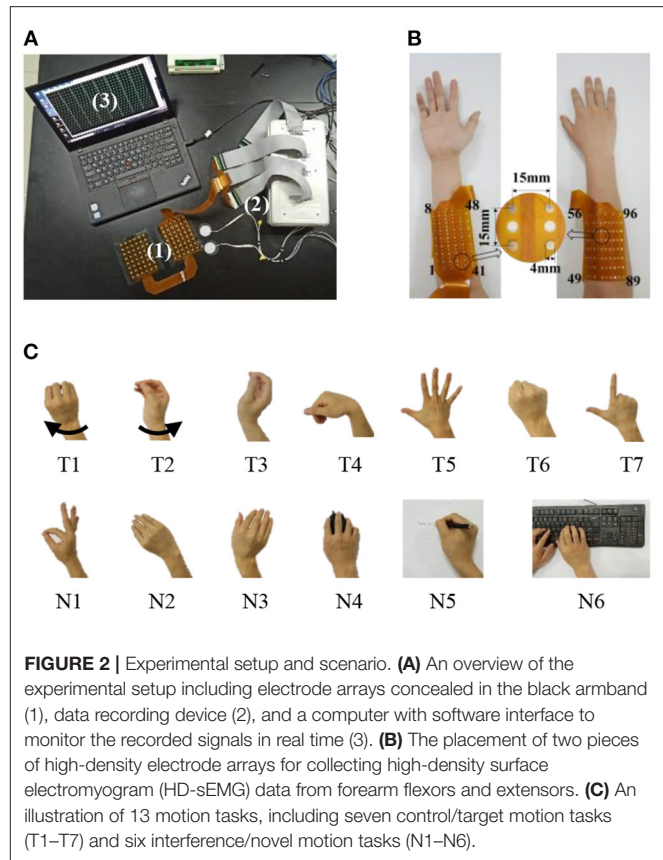 A
(3)
(2)
(1)
B
15mm
8
48
56
96
15mm
1
41
4mm
49
89
C
T1 T2 T3 T4 T5 T6 T7
N1 N2 N3 N4 N5 N6
FIGURE 2 | Experimental setup and scenario. (A) An overview of the
experimental setup including electrode arrays concealed in the black armband
(1), data recording device (2), and a computer with software interface to
monitor the recorded signals in real time (3). (B) The placement of two pieces
of high-density electrode arrays for collecting high-density surface
electromyogram (HD-sEMG) data from forearm flexors and extensors. (C) An
illustration of 13 motion tasks, including seven control/target motion tasks
(T1–T7) and six interference/novel motion tasks (N1–N6).